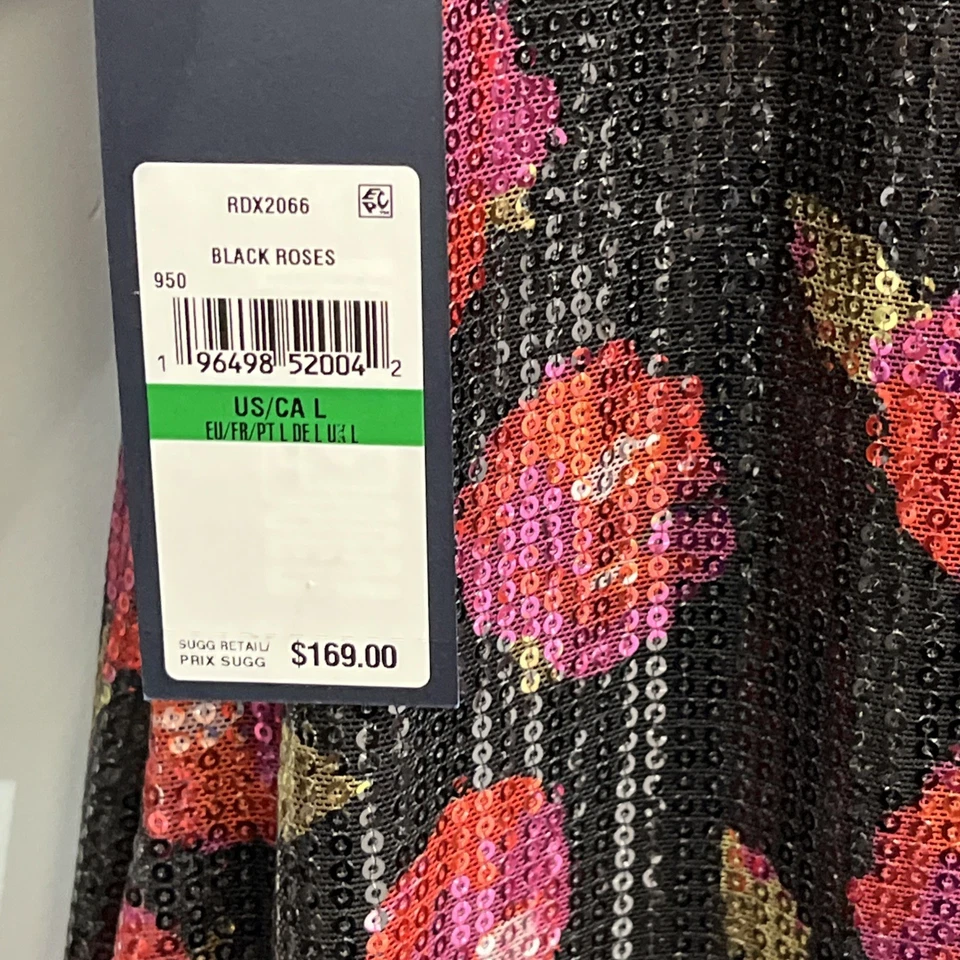 RDX2066
BLACK ROSES
950
1 96498 52004 2
US/CA L
EU/FR/PT L DE L UK L
SUGG RETAIL/
PRIX SUGG $169.00